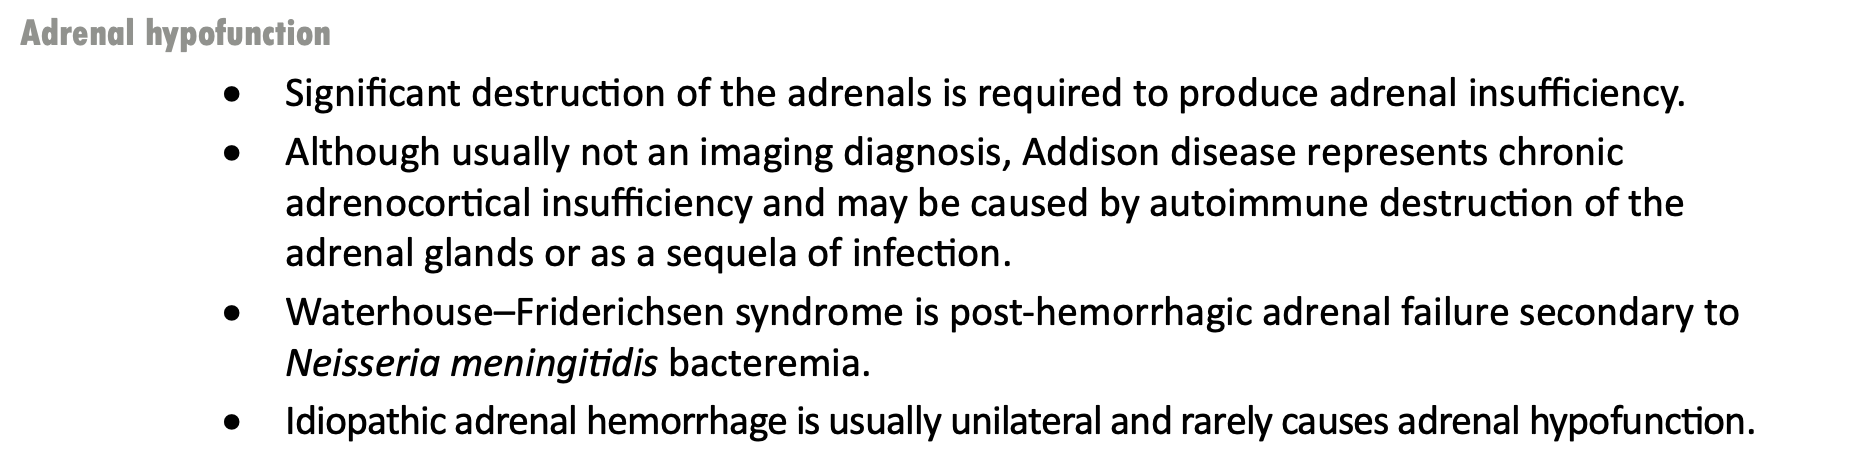 Adrenal hypofunction
• Significant destruction of the adrenals is required to produce adrenal insufficiency.
• Although usually not an imaging diagnosis, Addison disease represents chronic
adrenocortical insufficiency and may be caused by autoimmune destruction of the
adrenal glands or as a sequela of infection.
• Waterhouse–Friderichsen syndrome is post-hemorrhagic adrenal failure secondary to
Neisseria meningitidis bacteremia.
• Idiopathic adrenal hemorrhage is usually unilateral and rarely causes adrenal hypofunction.